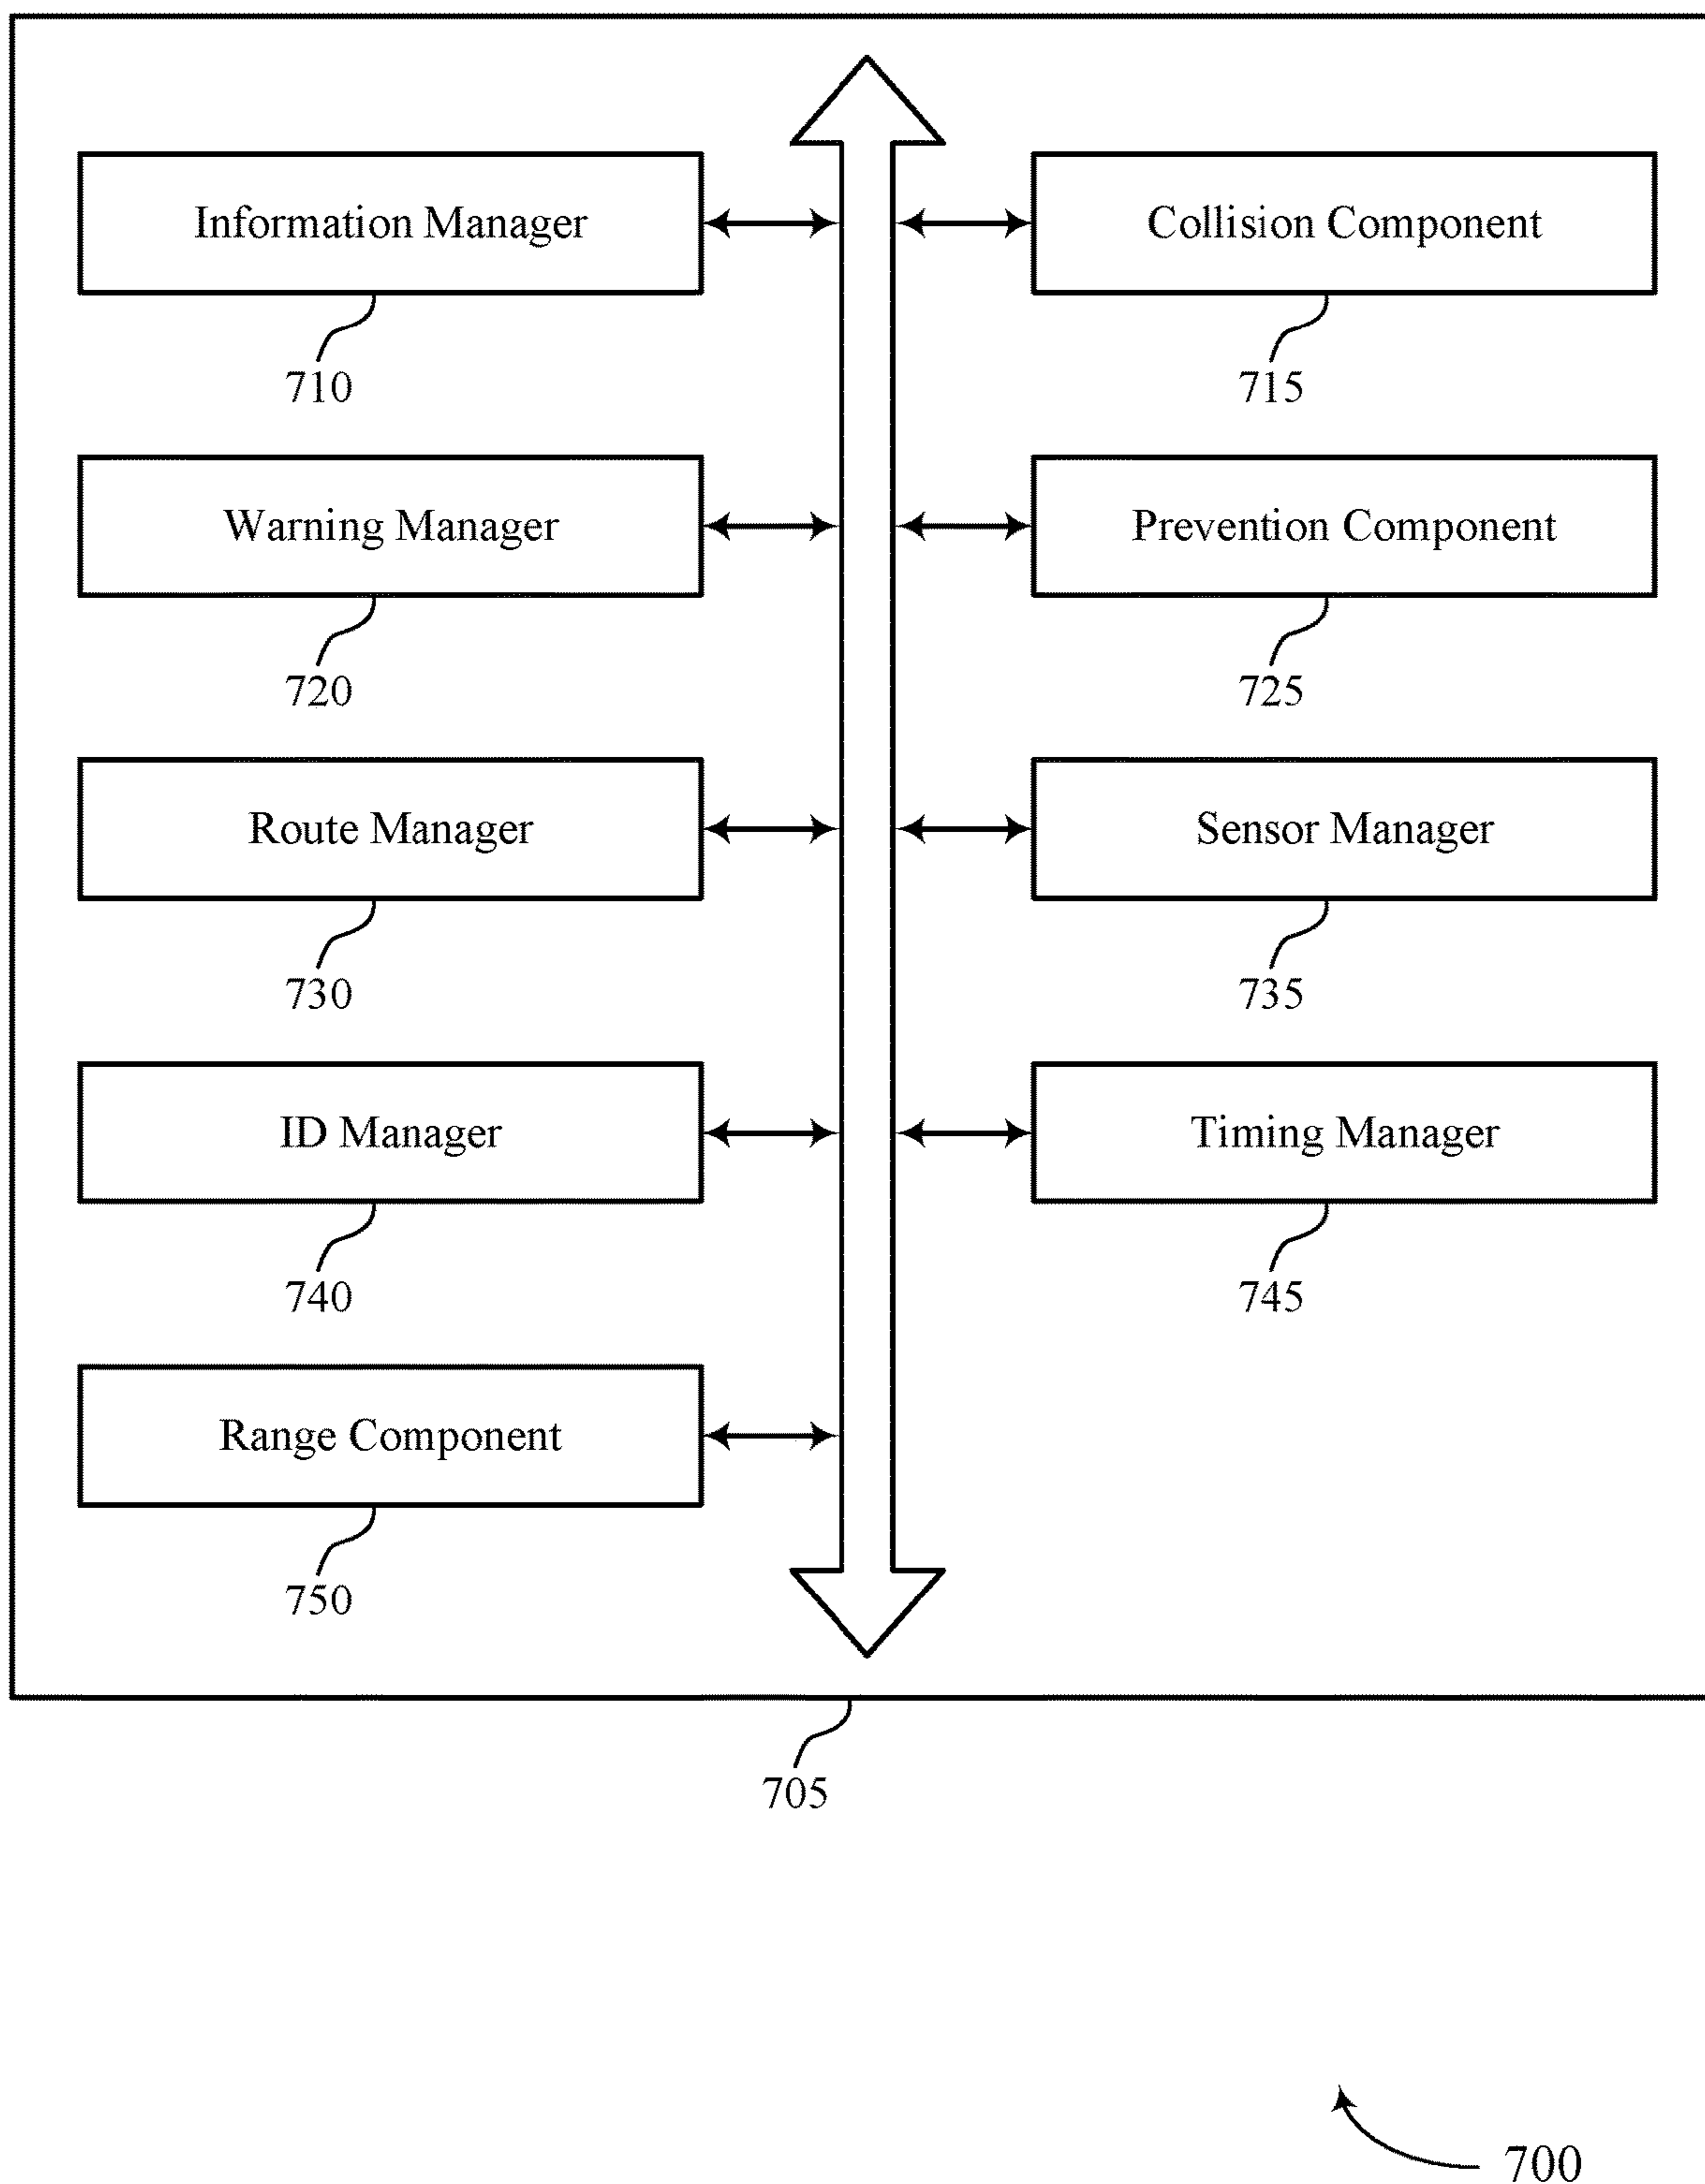 Information Manager
Collision Component
710
715
Warning Manager
Prevention Component
720
725
Route Manager
Sensor Manager
730
735
ID Manager
Timing Manager
740
745
Range Component
750
705
700